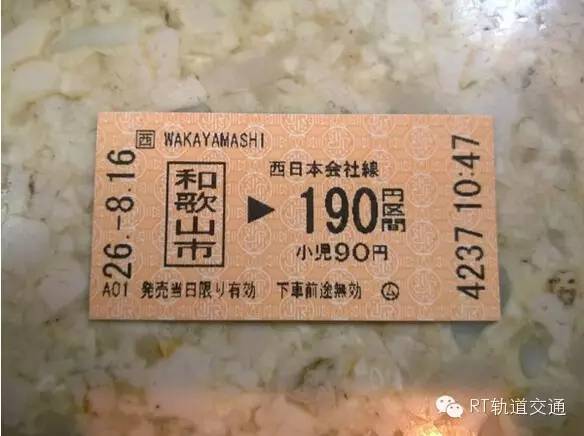 西 WAKAYAMASHI
26.-8.16
和歌山市
西日本会社線
▶ 190円区間
小児90円
4237 10:47
A01 発売当日限り有効 下車前途無効 ム
RT轨道交通